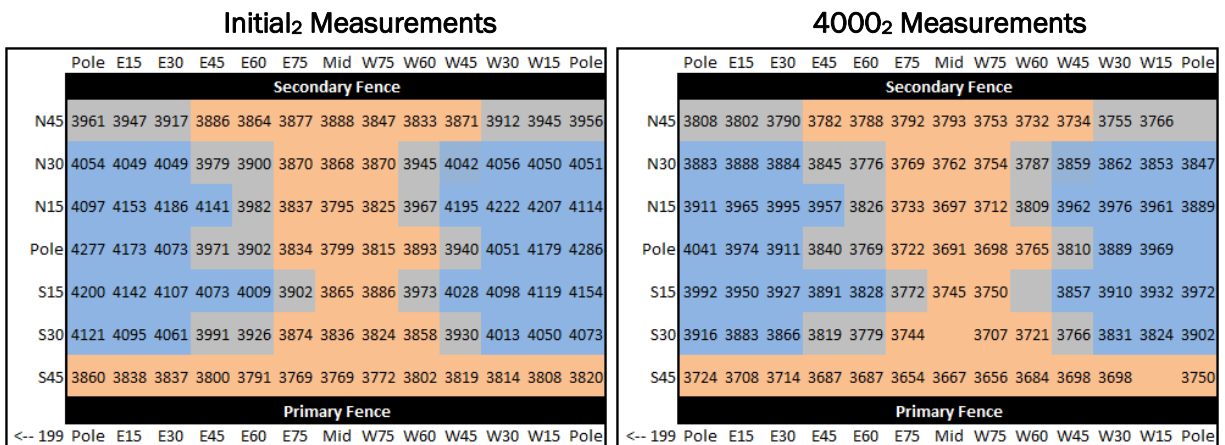 Initial₂ Measurements
Pole E15 E30 E45 E60 E75 Mid W75 W60 W45 W30 W15 Pole
Secondary Fence
N45 3961 3947 3917 3886 3864 3877 3888 3847 3833 3871 3912 3945 3956
N30 4054 4049 4049 3979 3900 3870 3868 3870 3945 4042 4056 4050 4051
N15 4097 4153 4186 4141 3982 3837 3795 3825 3967 4195 4222 4207 4114
Pole 4277 4173 4073 3971 3902 3834 3799 3815 3893 3940 4051 4179 4286
S15 4200 4142 4107 4073 4009 3902 3865 3886 3973 4028 4098 4119 4154
S30 4121 4095 4061 3991 3926 3874 3836 3824 3858 3930 4013 4050 4073
S45 3860 3838 3837 3800 3791 3769 3769 3772 3802 3819 3814 3808 3820
Primary Fence
<-- 199 Pole E15 E30 E45 E60 E75 Mid W75 W60 W45 W30 W15 Pole
4000₂ Measurements
Pole E15 E30 E45 E60 E75 Mid W75 W60 W45 W30 W15 Pole
Secondary Fence
N45 3808 3802 3790 3782 3788 3792 3793 3753 3732 3734 3755 3766
N30 3883 3888 3884 3845 3776 3769 3762 3754 3787 3859 3862 3853 3847
N15 3911 3965 3995 3957 3826 3733 3697 3712 3809 3962 3976 3961 3889
Pole 4041 3974 3911 3840 3769 3722 3691 3698 3765 3810 3889 3969
S15 3992 3950 3927 3891 3828 3772 3745 3750 3857 3910 3932 3972
S30 3916 3883 3866 3819 3779 3744 3707 3721 3766 3831 3824 3902
S45 3724 3708 3714 3687 3687 3654 3667 3656 3684 3698 3698 3750
Primary Fence
<-- 199 Pole E15 E30 E45 E60 E75 Mid W75 W60 W45 W30 W15 Pole